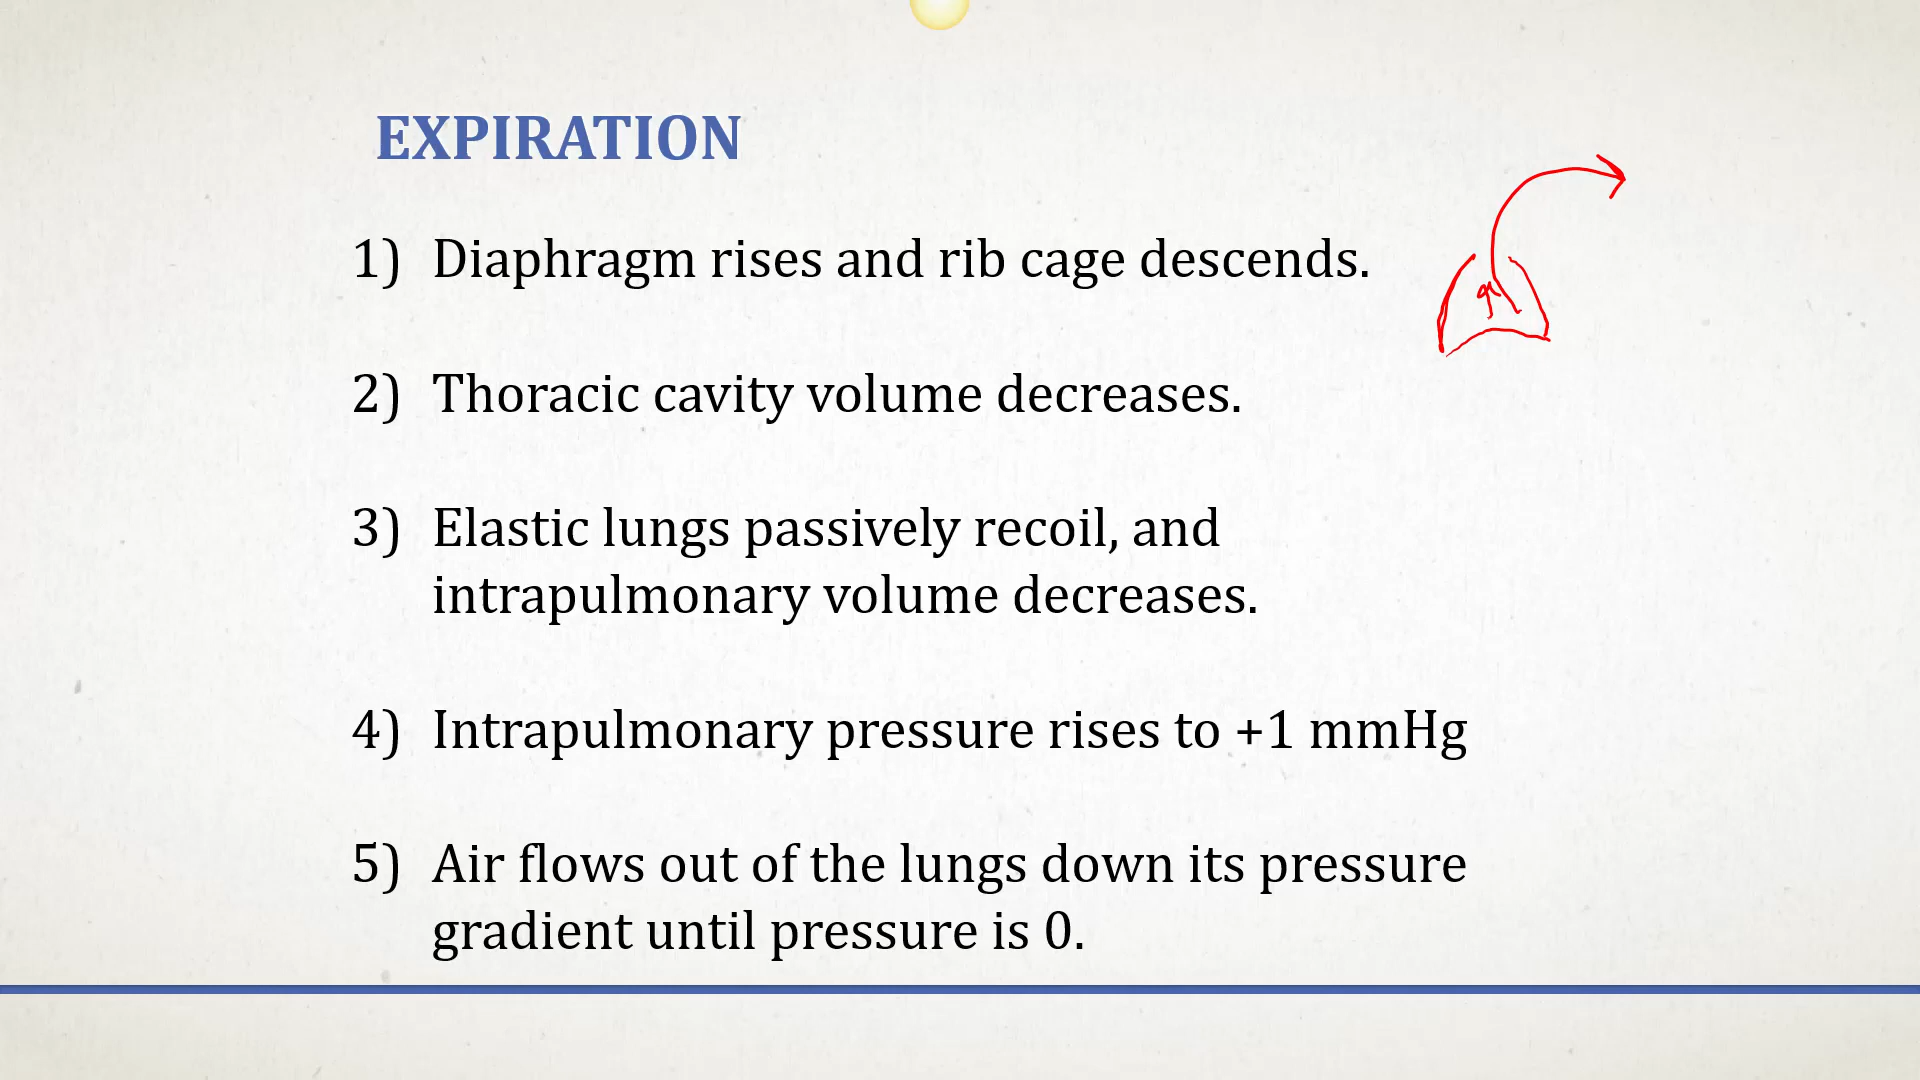 EXPIRATION
1) Diaphragm rises and rib cage descends.
2) Thoracic cavity volume decreases.
3) Elastic lungs passively recoil, and
intrapulmonary volume decreases.
4) Intrapulmonary pressure rises to +1 mmHg
5) Air flows out of the lungs down its pressure
gradient until pressure is 0.